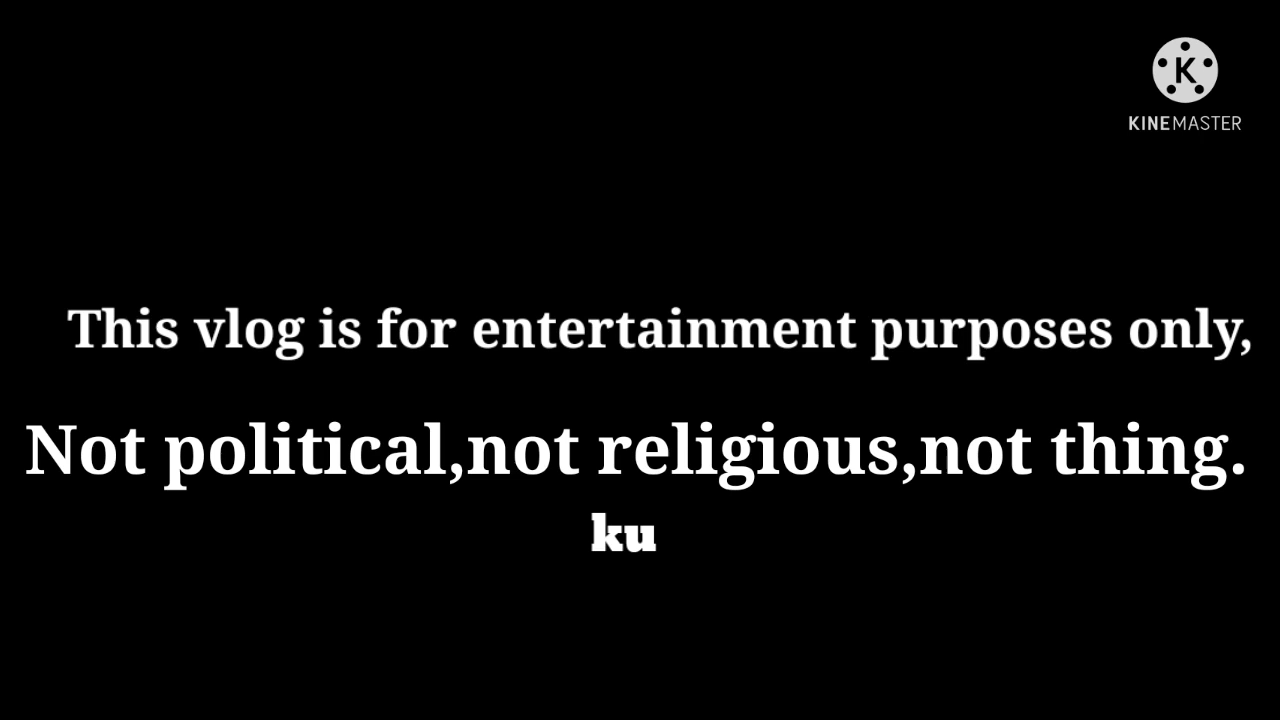 K
KINEMASTER
This vlog is for entertainment purposes only,
Not political,not religious,not thing.
ku